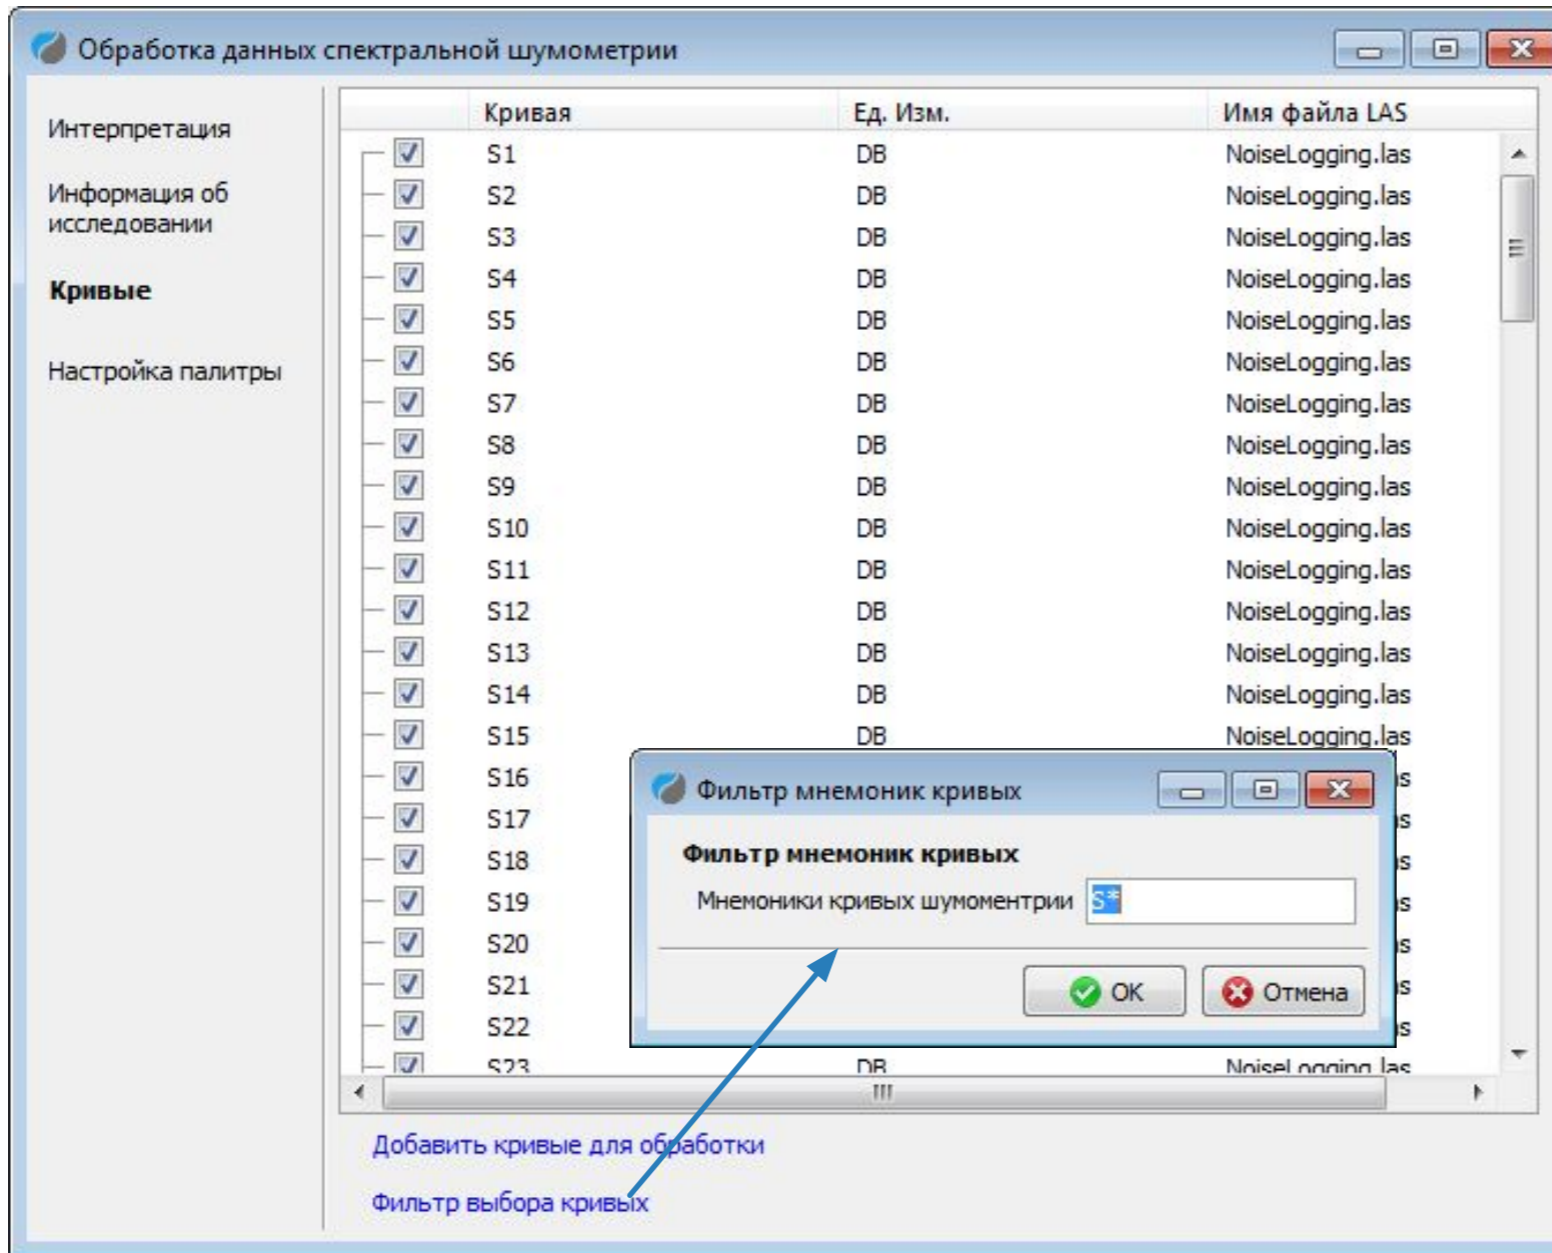 Обработка данных спектральной шумометрии
Интерпретация
Информация об
исследовании
Кривые
Настройка палитры
Кривая Ед. Изм. Имя файла LAS
S1 DB NoiseLogging.las
S2 DB NoiseLogging.las
S3 DB NoiseLogging.las
S4 DB NoiseLogging.las
S5 DB NoiseLogging.las
S6 DB NoiseLogging.las
S7 DB NoiseLogging.las
S8 DB NoiseLogging.las
S9 DB NoiseLogging.las
S10 DB NoiseLogging.las
S11 DB NoiseLogging.las
S12 DB NoiseLogging.las
S13 DB NoiseLogging.las
S14 DB NoiseLogging.las
S15 DB NoiseLogging.las
S16
S17
S18
S19
S20
S21
S22
S23 DB NoiseLogging.las
Фильтр мнемоник кривых
Фильтр мнемоник кривых
Мнемоники кривых шумоментрии S*
OK Отмена
Добавить кривые для обработки
Фильтр выбора кривых